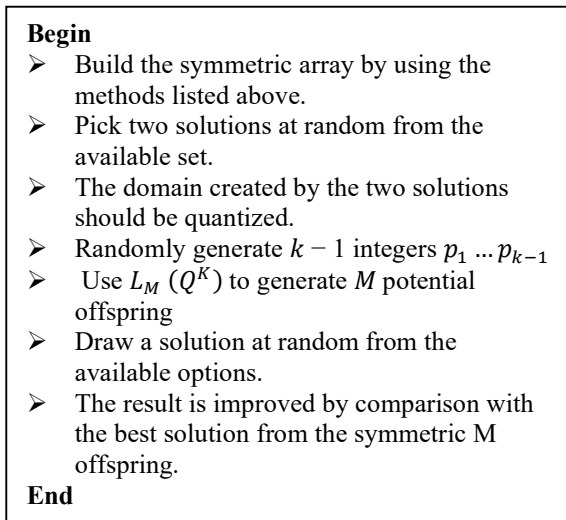 Begin
➢ Build the symmetric array by using the
methods listed above.
➢ Pick two solutions at random from the
available set.
➢ The domain created by the two solutions
should be quantized.
➢ Randomly generate 𝑘 − 1 integers 𝑝₁ … 𝑝ₖ₋₁
➢ Use 𝐿_𝑀 (𝑄^𝐾) to generate 𝑀 potential
offspring
➢ Draw a solution at random from the
available options.
➢ The result is improved by comparison with
the best solution from the symmetric M
offspring.
End